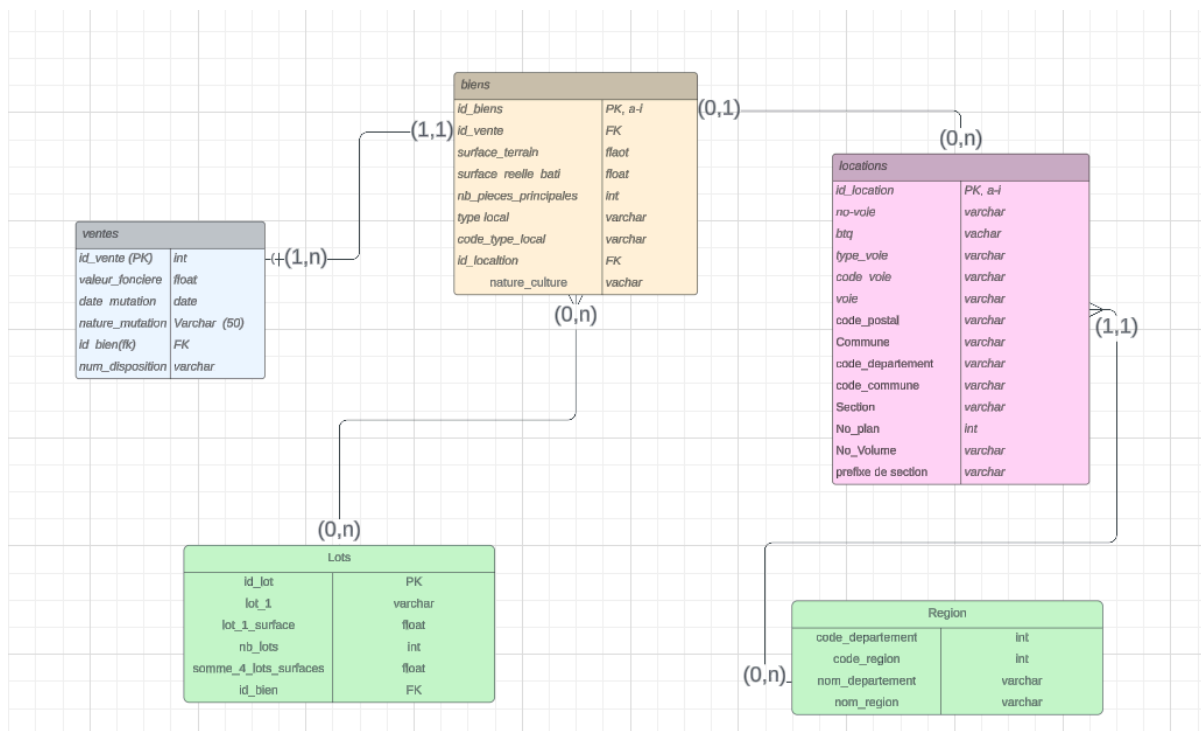 biens
id_biens PK, a-i
id_vente FK
surface_terrain flaot
surface reelle bati float
nb_pieces_principales int
type local varchar
code_type_local varchar
id_localtion FK
nature_culture vachar
(1,1)
(0,1)
(0,n)
(0,n)
locations
id_location PK, a-i
no-voie varchar
btq vachar
type_voie varchar
code voie varchar
voie varchar
code_postal varchar
Commune varchar
code_departement varchar
code_commune varchar
Section varchar
No_plan int
No_Volume varchar
prefixe de section varchar
(1,1)
ventes
id_vente (PK) int
valeur_fonciere float
date mutation date
nature_mutation Varchar (50)
id bien(fk) FK
num_disposition varchar
(1,n)
(0,n)
Lots
id_lot PK
lot_1 varchar
lot_1_surface float
nb_lots int
somme_4_lots_surfaces float
id_bien FK
(0,n)
Region
code_departement int
code_region int
nom_departement varchar
nom_region varchar